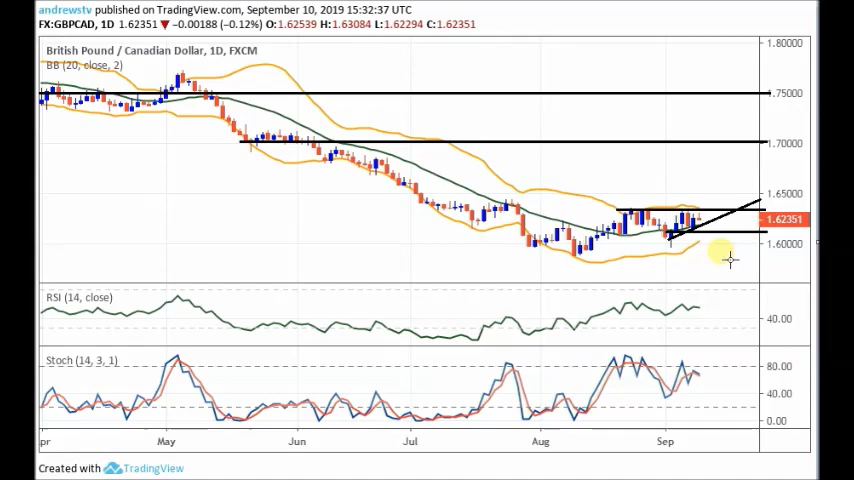 andrewstv published on TradingView.com, September 10, 2019 15:32:37 UTC
FX:GBPCAD, 1D 1.62351 ▼ −0.00188 (−0.12%) O:1.62539 H:1.63084 L:1.62294 C:1.62351
British Pound / Canadian Dollar, 1D, FXCM
BB (20, close, 2)
1.80000
1.75000
1.70000
1.65000
1.62351
1.60000
RSI (14, close)
40.00
Stoch (14, 3, 1)
80.00
40.00
0.00
pr May Jun Jul Aug Sep
Created with TradingView